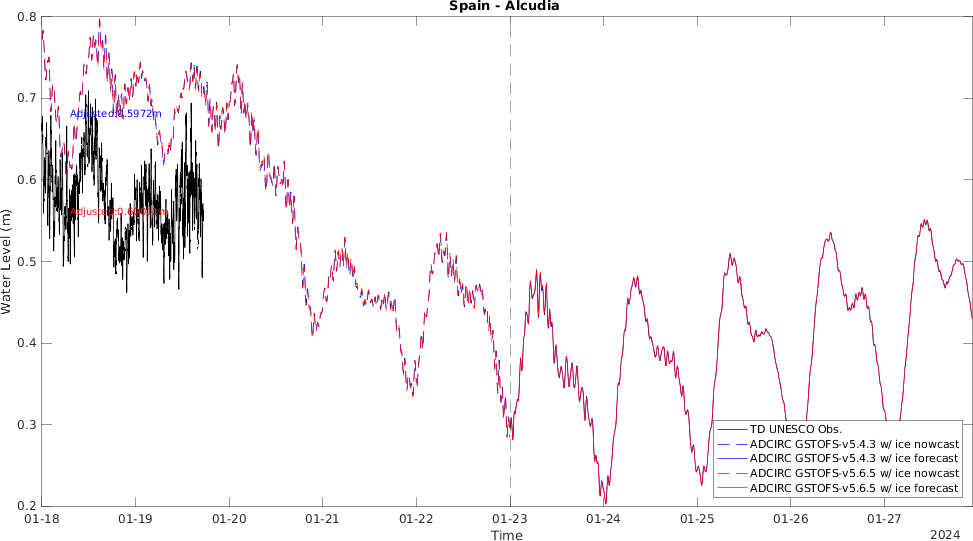 Spain - Alcudia
0.8
0.7
0.6
0.5
0.4
0.3
0.2
Water Level (m)
Adjusted:0.5972m
01-18
01-19
01-20
01-21
01-22
01-23
01-24
01-25
01-26
01-27
Time
2024
TD UNESCO Obs.
ADCIRC GSTOFS-v5.4.3 w/ ice nowcast
ADCIRC GSTOFS-v5.4.3 w/ ice forecast
ADCIRC GSTOFS-v5.6.5 w/ ice nowcast
ADCIRC GSTOFS-v5.6.5 w/ ice forecast